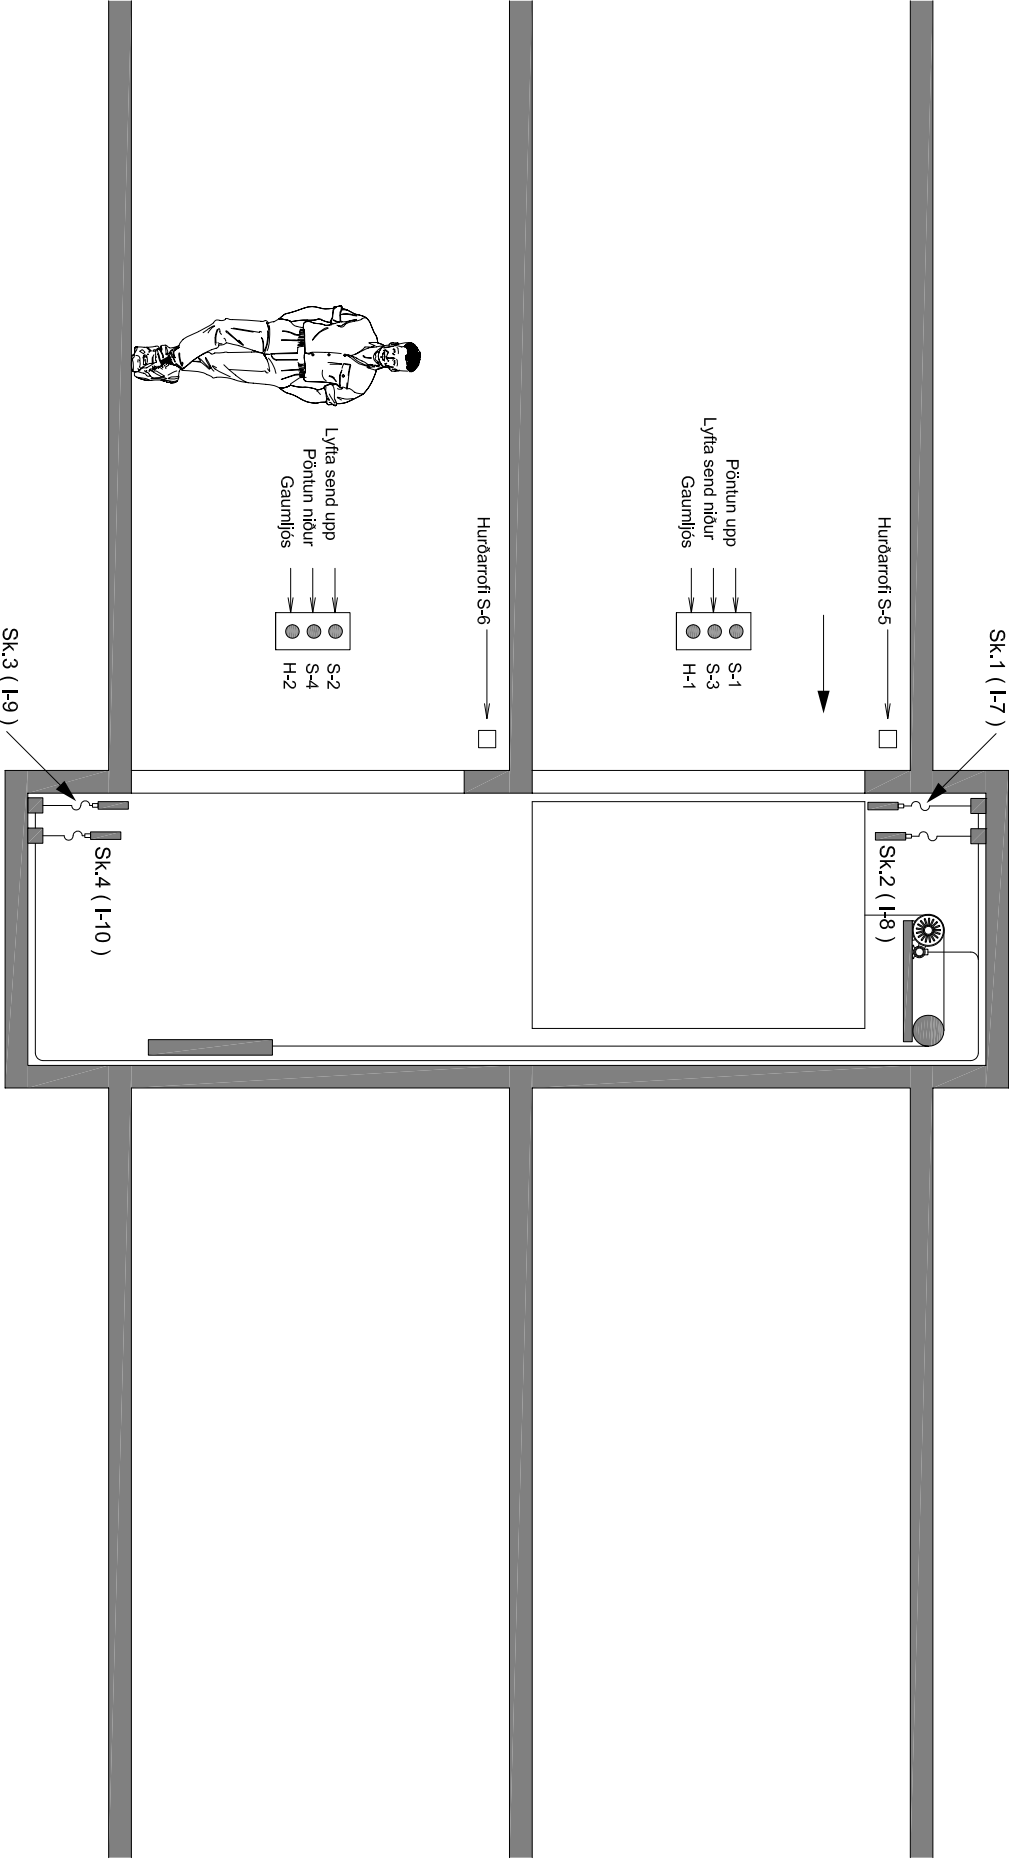 Sk.1 ( I-7 )
Hurðarrofi S-5
Sk.2 ( I-8 )
Pöntun upp
S-1
Lyfta send niður
S-3
Gaumljós
H-1
Hurðarrofi S-6
Lyfta send upp
S-2
Pöntun niður
S-4
Gaumljós
H-2
Sk.4 ( I-10 )
Sk.3 ( I-9 )